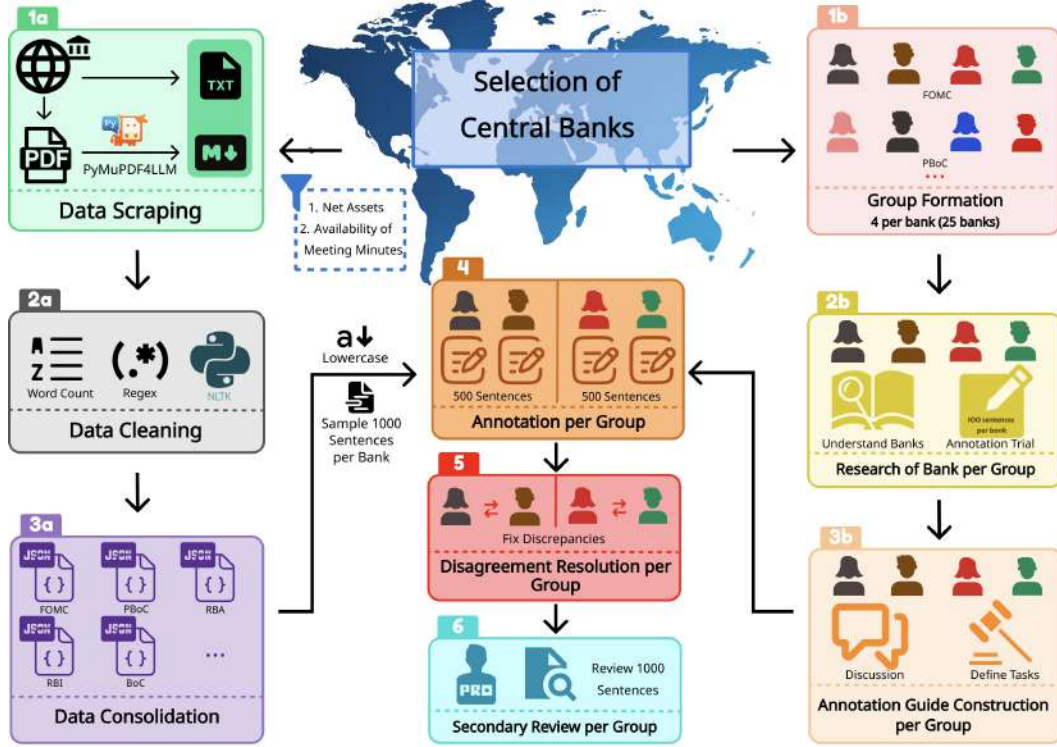 Selection of
Central Banks
1. Net Assets
2. Availability of
Meeting Minutes
1a
TXT
PDF
Py
PyMuPDF4LLM
M
Data Scraping
2a
A
Z
(.*)
Word Count
Regex
NLTK
Data Cleaning
3a
JSON
JSON
JSON
{ }
{ }
{ }
FOMC
PBoC
RBA
JSON
JSON
{ }
{ }
...
RBI
BoC
Data Consolidation
a
Lowercase
Sample 1000
Sentences
per Bank
1b
FOMC
PBoC
...
Group Formation
4 per bank (25 banks)
2b
100 sentences
per bank
Understand Banks
Annotation Trial
Research of Bank per Group
3b
Discussion
Define Tasks
Annotation Guide Construction
per Group
4
500 Sentences
500 Sentences
Annotation per Group
5
Fix Discrepancies
Disagreement Resolution per
Group
6
PRO
Review 1000
Sentences
Secondary Review per Group